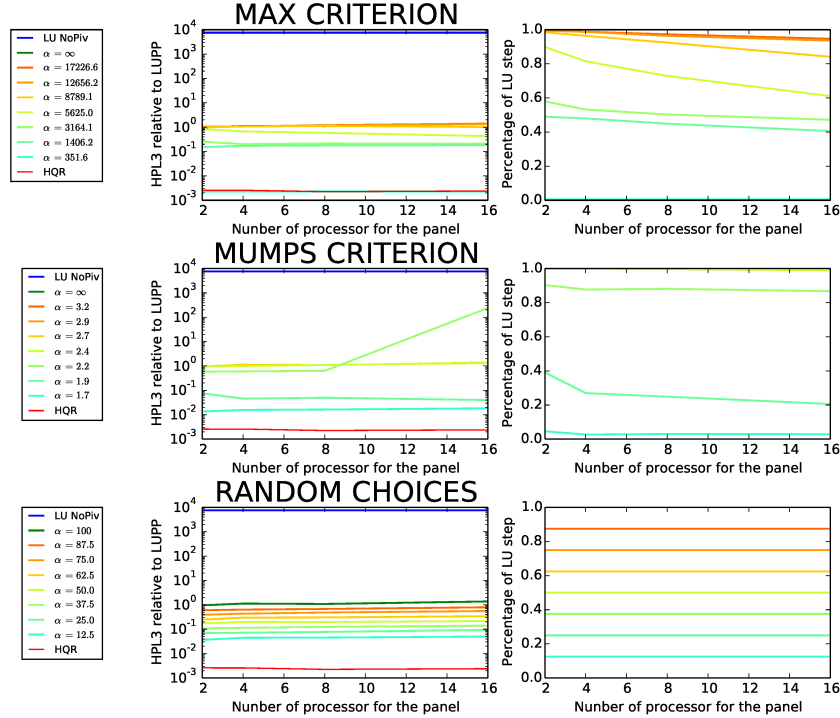 MAX CRITERION
LU NoPiv
α = ∞
α = 17226.6
α = 12656.2
α = 8789.1
α = 5625.0
α = 3164.1
α = 1406.2
α = 351.6
HQR
HPL3 relative to LUPP
10^4
10^3
10^2
10^1
10^0
10^-1
10^-2
10^-3
2 4 6 8 10 12 14 16
Nunber of processor for the panel
Percentage of LU step
1.0
0.8
0.6
0.4
0.2
0.0
2 4 6 8 10 12 14 16
Nunber of processor for the panel
MUMPS CRITERION
LU NoPiv
α = ∞
α = 3.2
α = 2.9
α = 2.7
α = 2.4
α = 2.2
α = 1.9
α = 1.7
HQR
HPL3 relative to LUPP
10^4
10^3
10^2
10^1
10^0
10^-1
10^-2
10^-3
2 4 6 8 10 12 14 16
Nunber of processor for the panel
Percentage of LU step
1.0
0.8
0.6
0.4
0.2
0.0
2 4 6 8 10 12 14 16
Nunber of processor for the panel
RANDOM CHOICES
LU NoPiv
α = 100
α = 87.5
α = 75.0
α = 62.5
α = 50.0
α = 37.5
α = 25.0
α = 12.5
HQR
HPL3 relative to LUPP
10^4
10^3
10^2
10^1
10^0
10^-1
10^-2
10^-3
2 4 6 8 10 12 14 16
Nunber of processor for the panel
Percentage of LU step
1.0
0.8
0.6
0.4
0.2
0.0
2 4 6 8 10 12 14 16
Nunber of processor for the panel